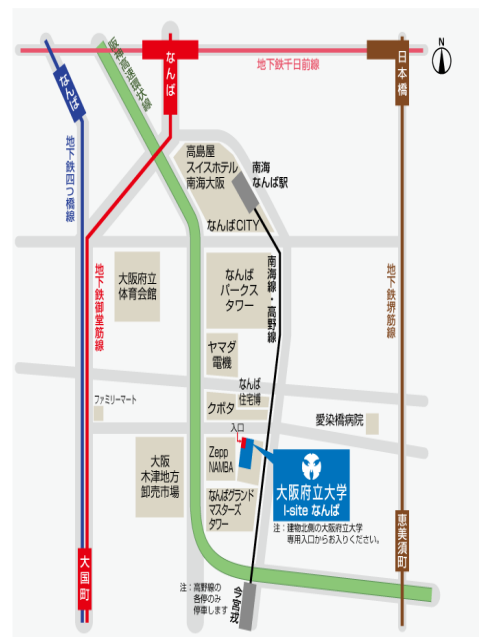 なんば
なんば
阪神高速環状線
地下鉄千日前線
日本橋
N
地下鉄四つ橋線
高島屋
スイスホテル
南海大阪
南海
なんば駅
なんばCITY
地下鉄御堂筋線
大阪府立
体育会館
なんば
パークス
タワー
南海線・高野線
地下鉄堺筋線
ヤマダ
電機
なんば
住宅博
クボタ
ファミリーマート
入口
愛染橋病院
大阪
木津地方
卸売市場
Zepp
NAMBA
大阪府立大学
I-site なんば
なんばグランド
マスターズ
タワー
注：建物北側の大阪府立大学
専用入口からお入りください。
恵美須町
大国町
注：高野線の
各停のみ
停車します
今宮戎